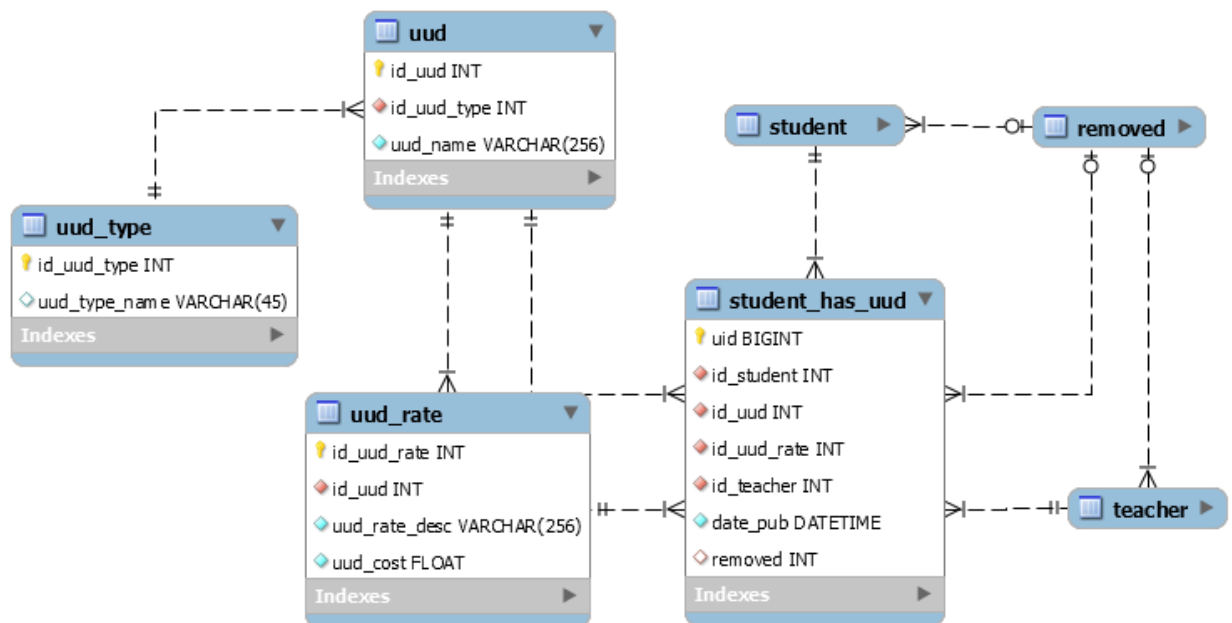 uud
id_uud INT
id_uud_type INT
uud_name VARCHAR(256)
Indexes
student
removed
uud_type
id_uud_type INT
uud_type_name VARCHAR(45)
Indexes
student_has_uud
uid BIGINT
id_student INT
id_uud INT
id_uud_rate INT
id_teacher INT
date_pub DATETIME
removed INT
Indexes
uud_rate
id_uud_rate INT
id_uud INT
uud_rate_desc VARCHAR(256)
uud_cost FLOAT
Indexes
teacher